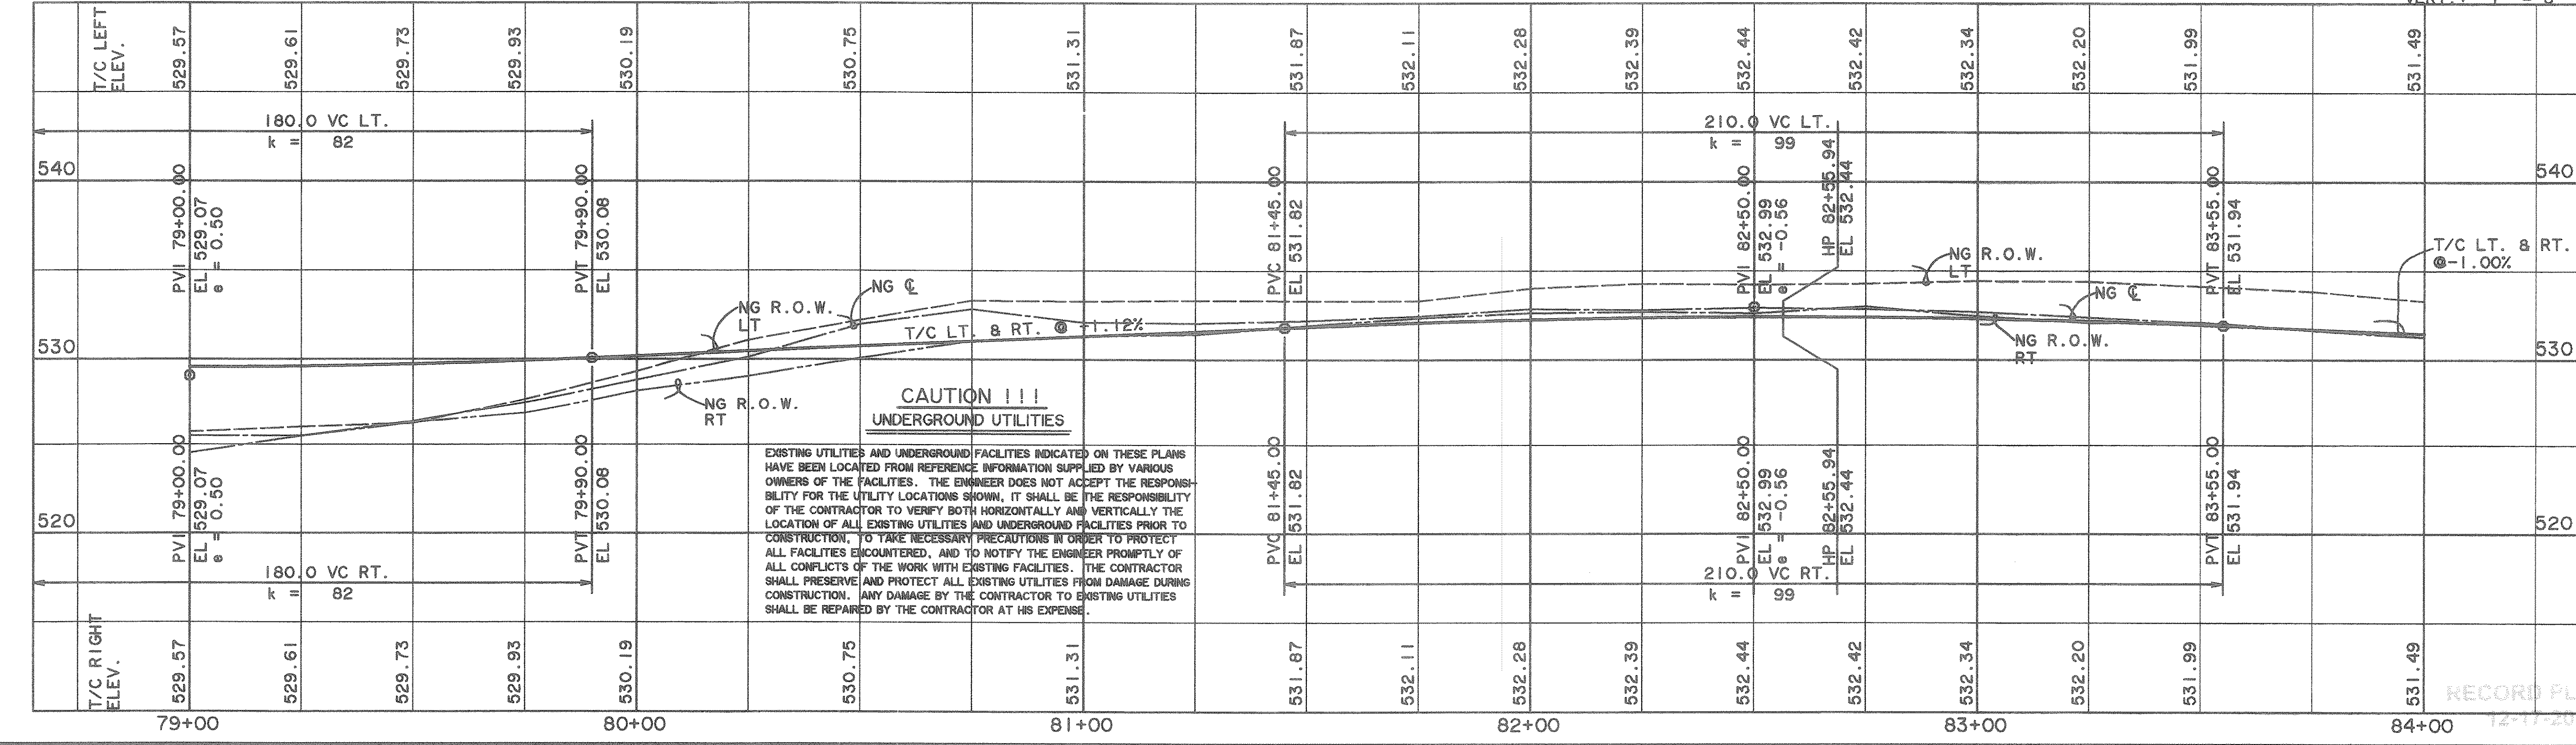 T/C LEFT
ELEV.
529.57
529.61
529.73
529.93
530.19
530.75
531.31
531.87
532.11
532.28
532.39
532.44
532.42
532.34
532.20
531.99
531.49
180.0 VC LT.
k = 82
210.0 VC LT.
k = 99
540
540
PVI 79+00.00
EL 529.07
e = 0.50
PVT 79+90.00
EL 530.08
PVC 81+45.00
EL 531.82
PVI 82+50.00
EL 532.99
e = -0.56
HP 82+55.94
EL 532.44
PVT 83+55.00
EL 531.94
NG R.O.W.
LT
NG ℄
T/C LT. & RT. @ +1.12%
NG R.O.W.
LT
NG ℄
T/C LT. & RT.
@-1.00%
530
530
NG R.O.W.
RT
NG R.O.W.
RT
CAUTION !!!
UNDERGROUND UTILITIES
EXISTING UTILITIES AND UNDERGROUND FACILITIES INDICATED ON THESE PLANS
HAVE BEEN LOCATED FROM REFERENCE INFORMATION SUPPLIED BY VARIOUS
OWNERS OF THE FACILITIES. THE ENGINEER DOES NOT ACCEPT THE RESPONSI-
BILITY FOR THE UTILITY LOCATIONS SHOWN, IT SHALL BE THE RESPONSIBILITY
OF THE CONTRACTOR TO VERIFY BOTH HORIZONTALLY AND VERTICALLY THE
LOCATION OF ALL EXISTING UTILITIES AND UNDERGROUND FACILITIES PRIOR TO
CONSTRUCTION, TO TAKE NECESSARY PRECAUTIONS IN ORDER TO PROTECT
ALL FACILITIES ENCOUNTERED, AND TO NOTIFY THE ENGINEER PROMPTLY OF
ALL CONFLICTS OF THE WORK WITH EXISTING FACILITIES. THE CONTRACTOR
SHALL PRESERVE AND PROTECT ALL EXISTING UTILITIES FROM DAMAGE DURING
CONSTRUCTION. ANY DAMAGE BY THE CONTRACTOR TO EXISTING UTILITIES
SHALL BE REPAIRED BY THE CONTRACTOR AT HIS EXPENSE.
520
520
PVI 79+00.00
EL 529.07
e = 0.50
PVT 79+90.00
EL 530.08
PVC 81+45.00
EL 531.82
PVI 82+50.00
EL 532.99
e = -0.56
HP 82+55.94
EL 532.44
PVT 83+55.00
EL 531.94
180.0 VC RT.
k = 82
210.0 VC RT.
k = 99
T/C RIGHT
ELEV.
529.57
529.61
529.73
529.93
530.19
530.75
531.31
531.87
532.11
532.28
532.39
532.44
532.42
532.34
532.20
531.99
531.49
RECORD
12-17-20
79+00
80+00
81+00
82+00
83+00
84+00